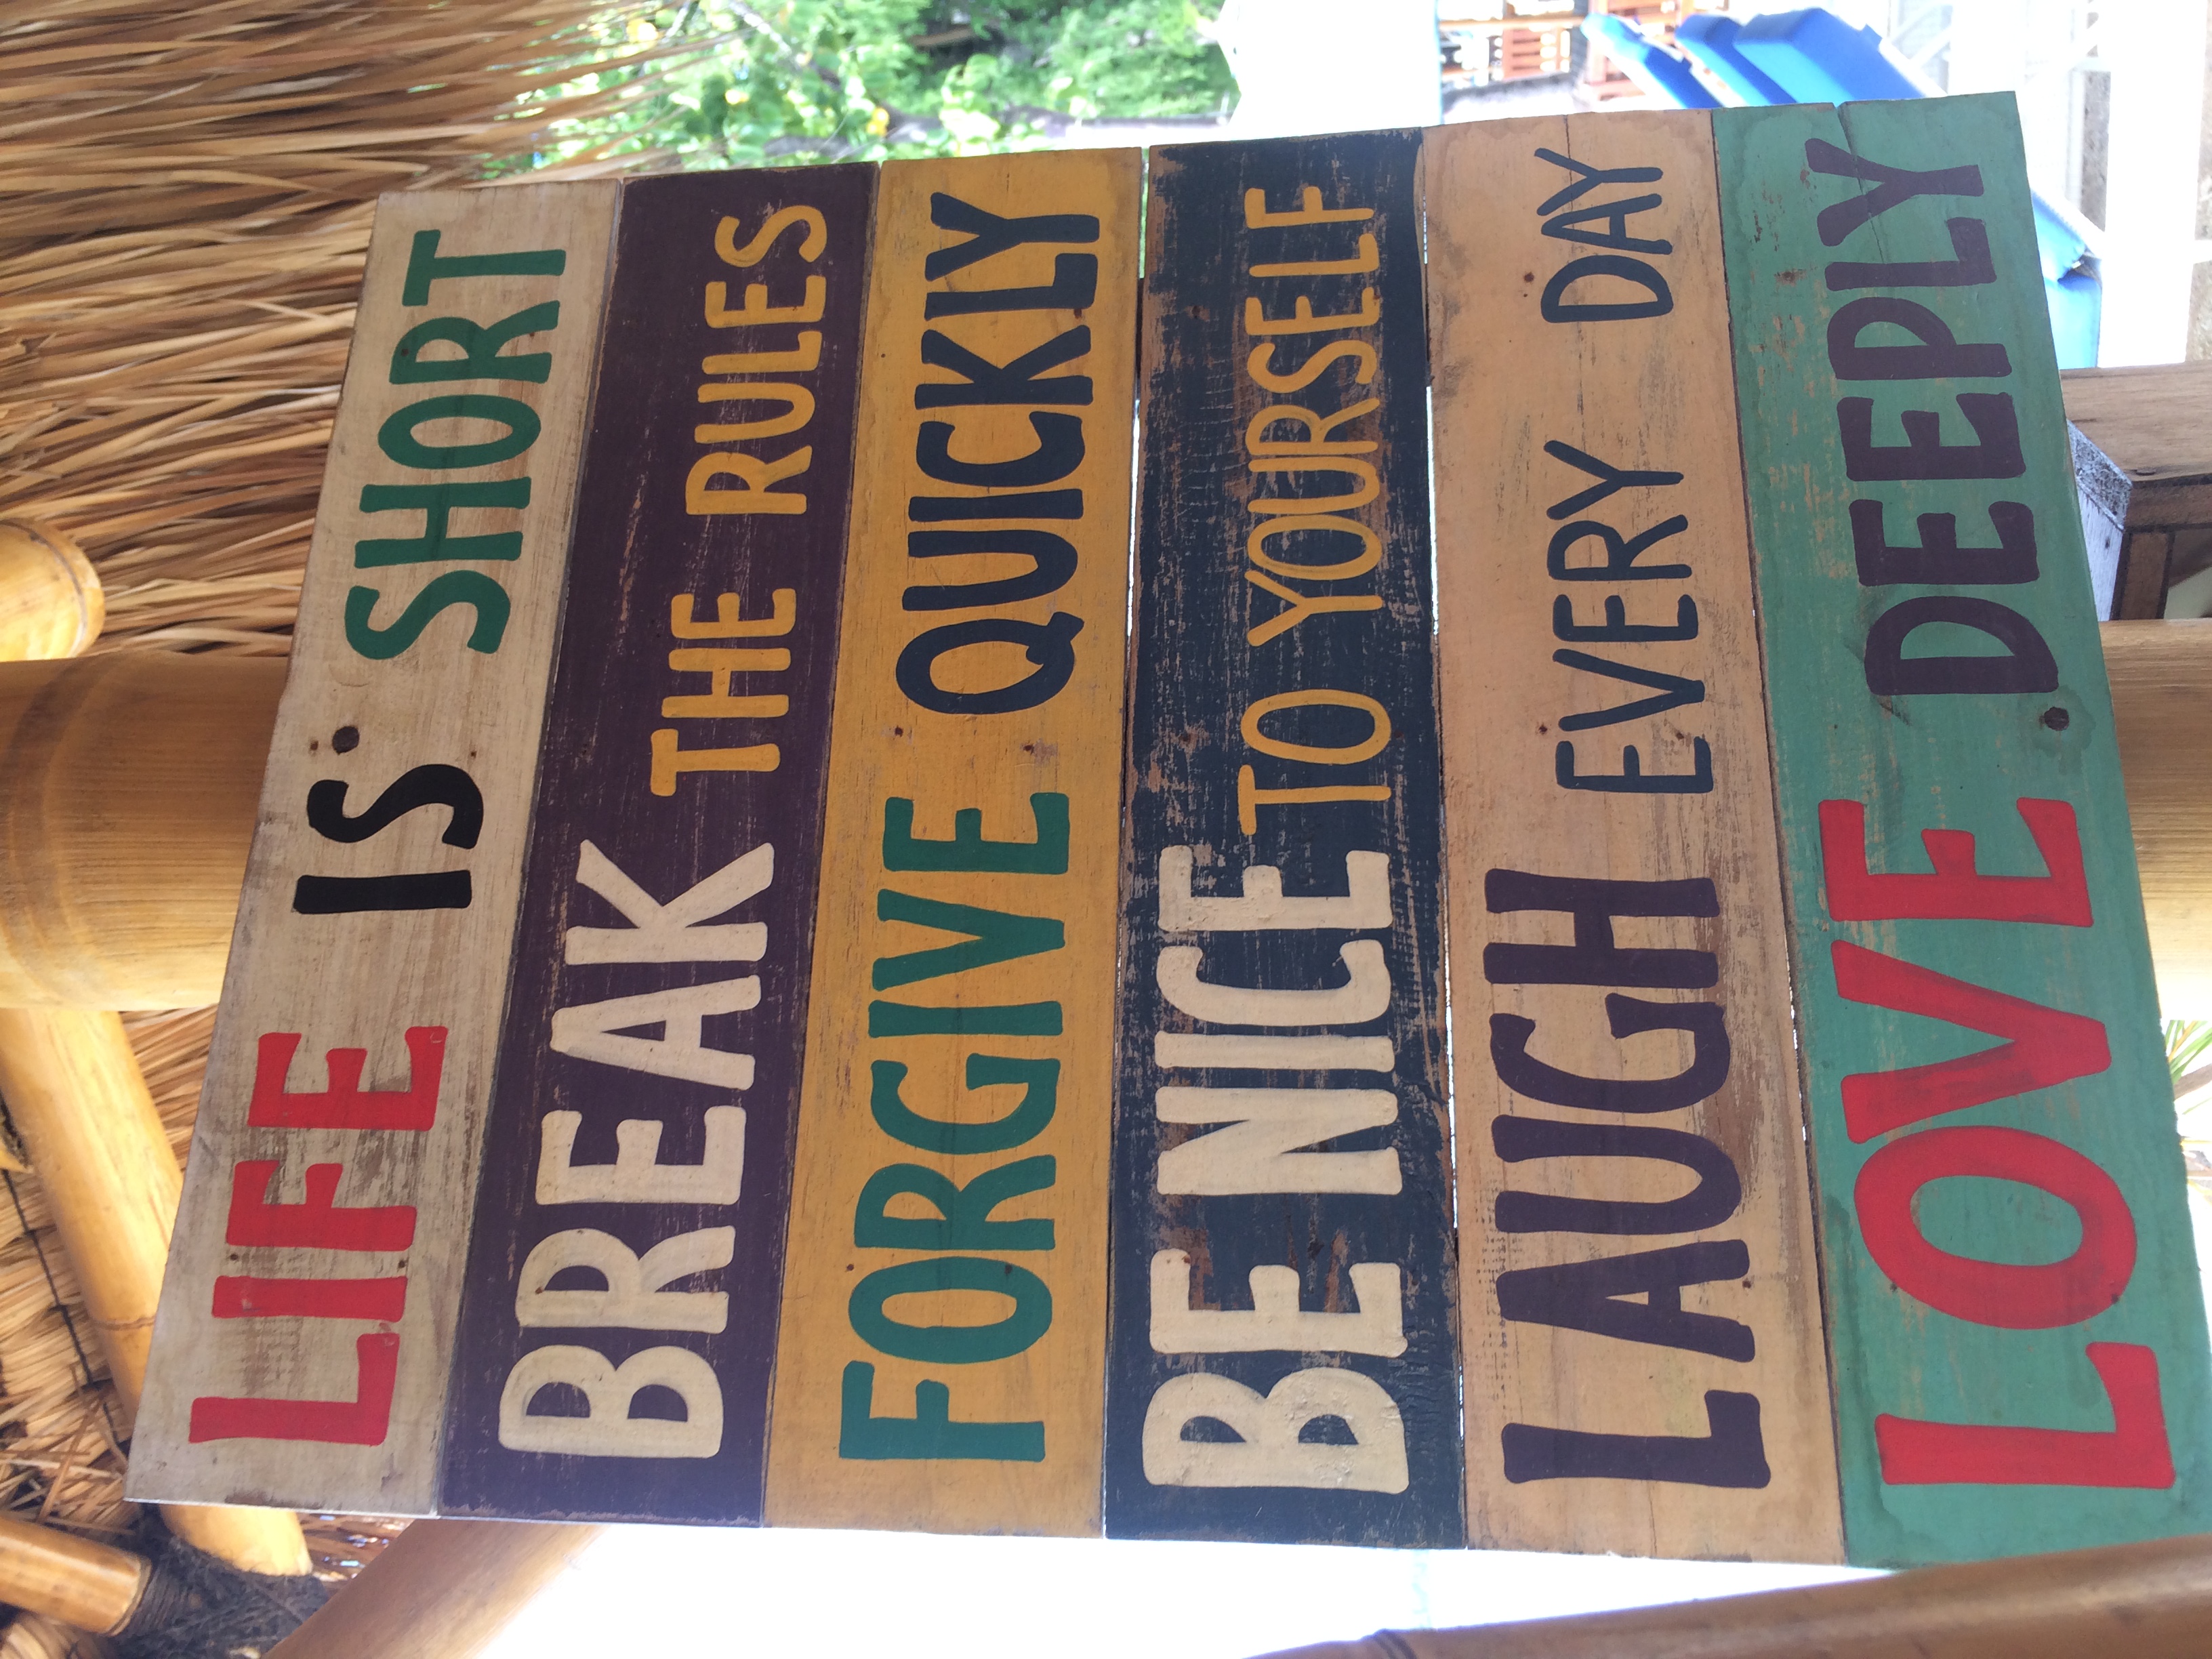 LIFE IS SHORT
BREAK THE RULES
FORGIVE QUICKLY
BE NICE TO YOURSELF
LAUGH EVERY DAY
LOVE DEEPLY